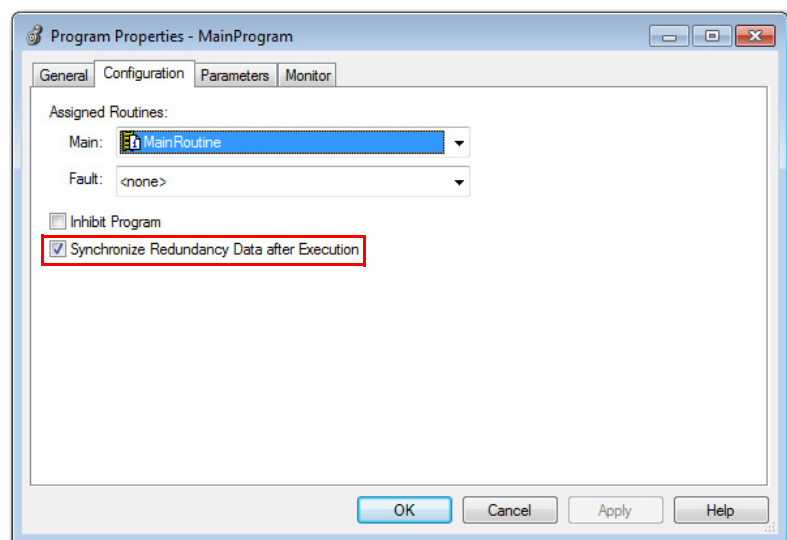 Program Properties - MainProgram
General Configuration Parameters Monitor
Assigned Routines:
Main: MainRoutine
Fault: <none>
Inhibit Program
Synchronize Redundancy Data after Execution
OK Cancel Apply Help